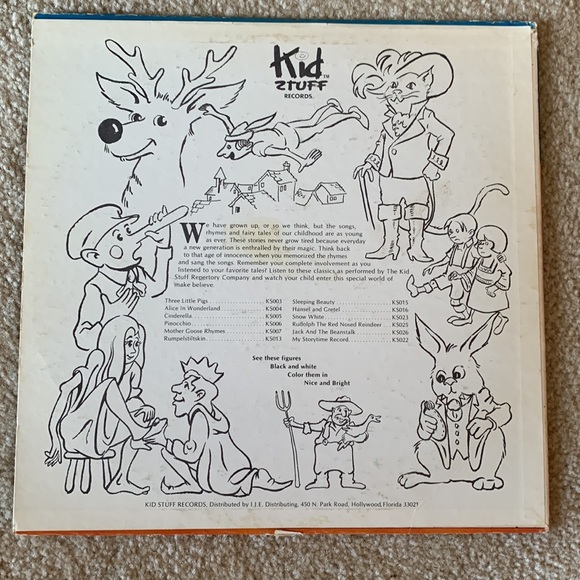 Kid
STUFF TM
RECORDS.
We have grown up, or so we think, but the songs,
rhymes and fairy tales of our childhood are as young
as ever. These stories never grow tired because everyday
a new generation is enthralled by their magic. Think back
to that age of innocence when you memorized the rhymes
and sang the songs. Remember your complete involvement as you
listened to your favorite tales? Listen to these classics as performed by The Kid
Stuff Repertory Company and watch your child enter this special world of
make believe.
Three Little Pigs KS003
Alice In Wonderland KS004
Cinderella KS005
Pinocchio KS006
Mother Goose Rhymes KS007
Rumpelstiltskin KS013
Sleeping Beauty KS015
Hansel and Gretel KS016
Snow White KS023
Rudolph The Red Nosed Reindeer KS025
Jack And The Beanstalk KS026
My Storytime Record. KS022
See these figures
Black and white
Color them in
Nice and Bright
KID STUFF RECORDS, Distributed by I.J.E. Distributing, 450 N. Park Road, Hollywood, Florida 33021